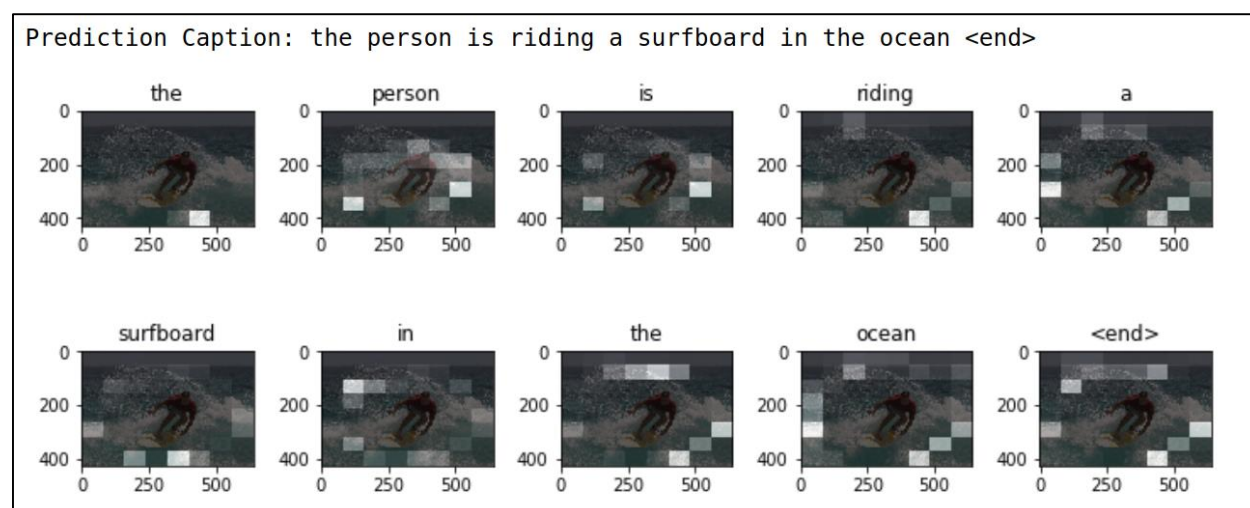 Prediction Caption: the person is riding a surfboard in the ocean <end>
the person is riding a
0 0 0 0 0
200 200 200 200 200
400 400 400 400 400
0 250 500 0 250 500 0 250 500 0 250 500 0 250 500
surfboard in the ocean <end>
0 0 0 0 0
200 200 200 200 200
400 400 400 400 400
0 250 500 0 250 500 0 250 500 0 250 500 0 250 500